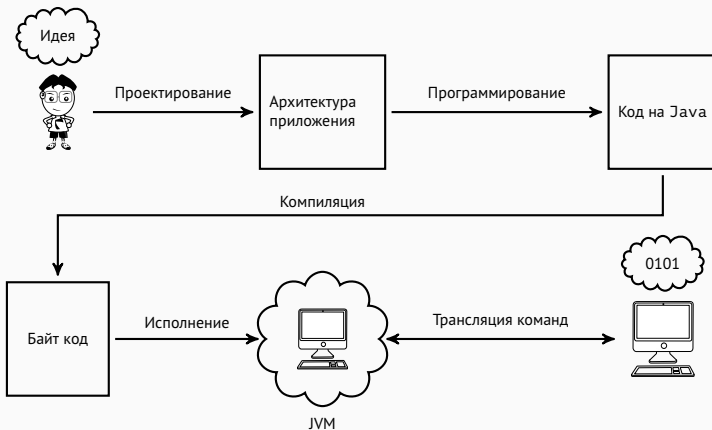 Идея
Проектирование
Архитектура
приложения
Программирование
Код на Java
Компиляция
0101
Байт код
Исполнение
Трансляция команд
JVM